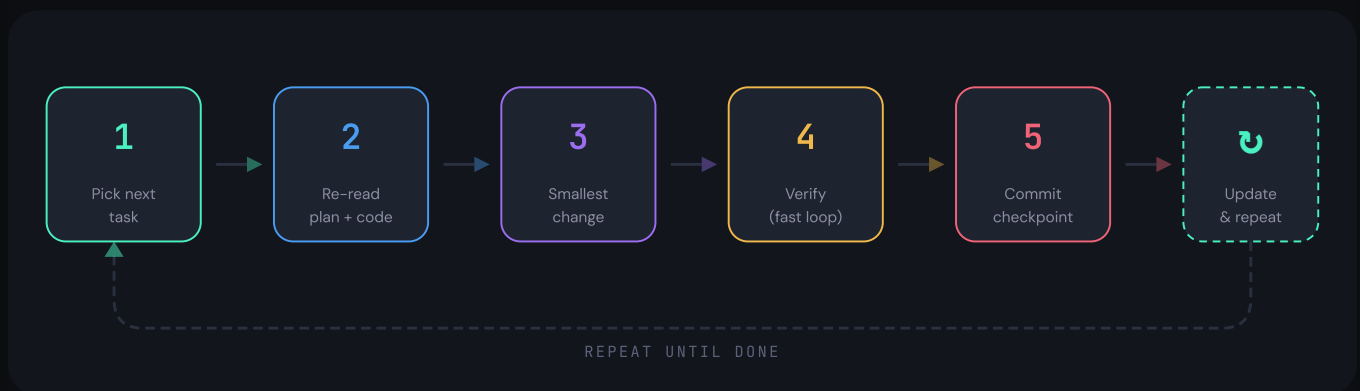 1
Pick next
task
2
Re-read
plan + code
3
Smallest
change
4
Verify
(fast loop)
5
Commit
checkpoint
↻
Update
& repeat
REPEAT UNTIL DONE